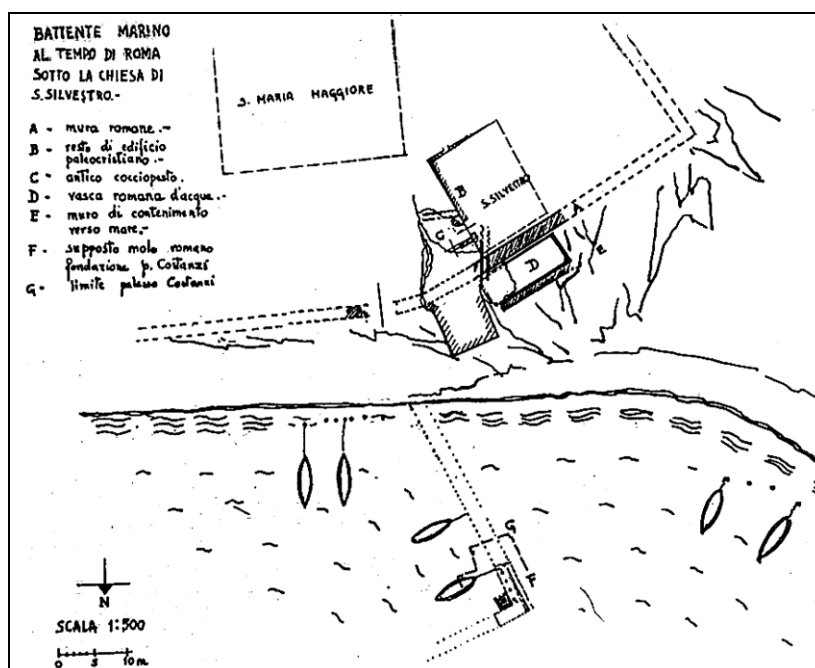 BATTENTE MARINO
AL TEMPO DI ROMA
SOTTO LA CHIESA DI
S. SILVESTRO.-
A - mura romane.-
B - resto di edificio
paleocristiano.-
C - antico cocciopesto.-
D - vasca romana d'acqua.-
E - muro di contenimento
verso mare.-
F - supposto molo romano
fondazione p. Costanzi
G - limite palazzo Costanzi
S. MARIA MAGGIORE
B
S. SILVESTRO
A
C
D
E
G
F
N
SCALA 1:500
0 5 10 m